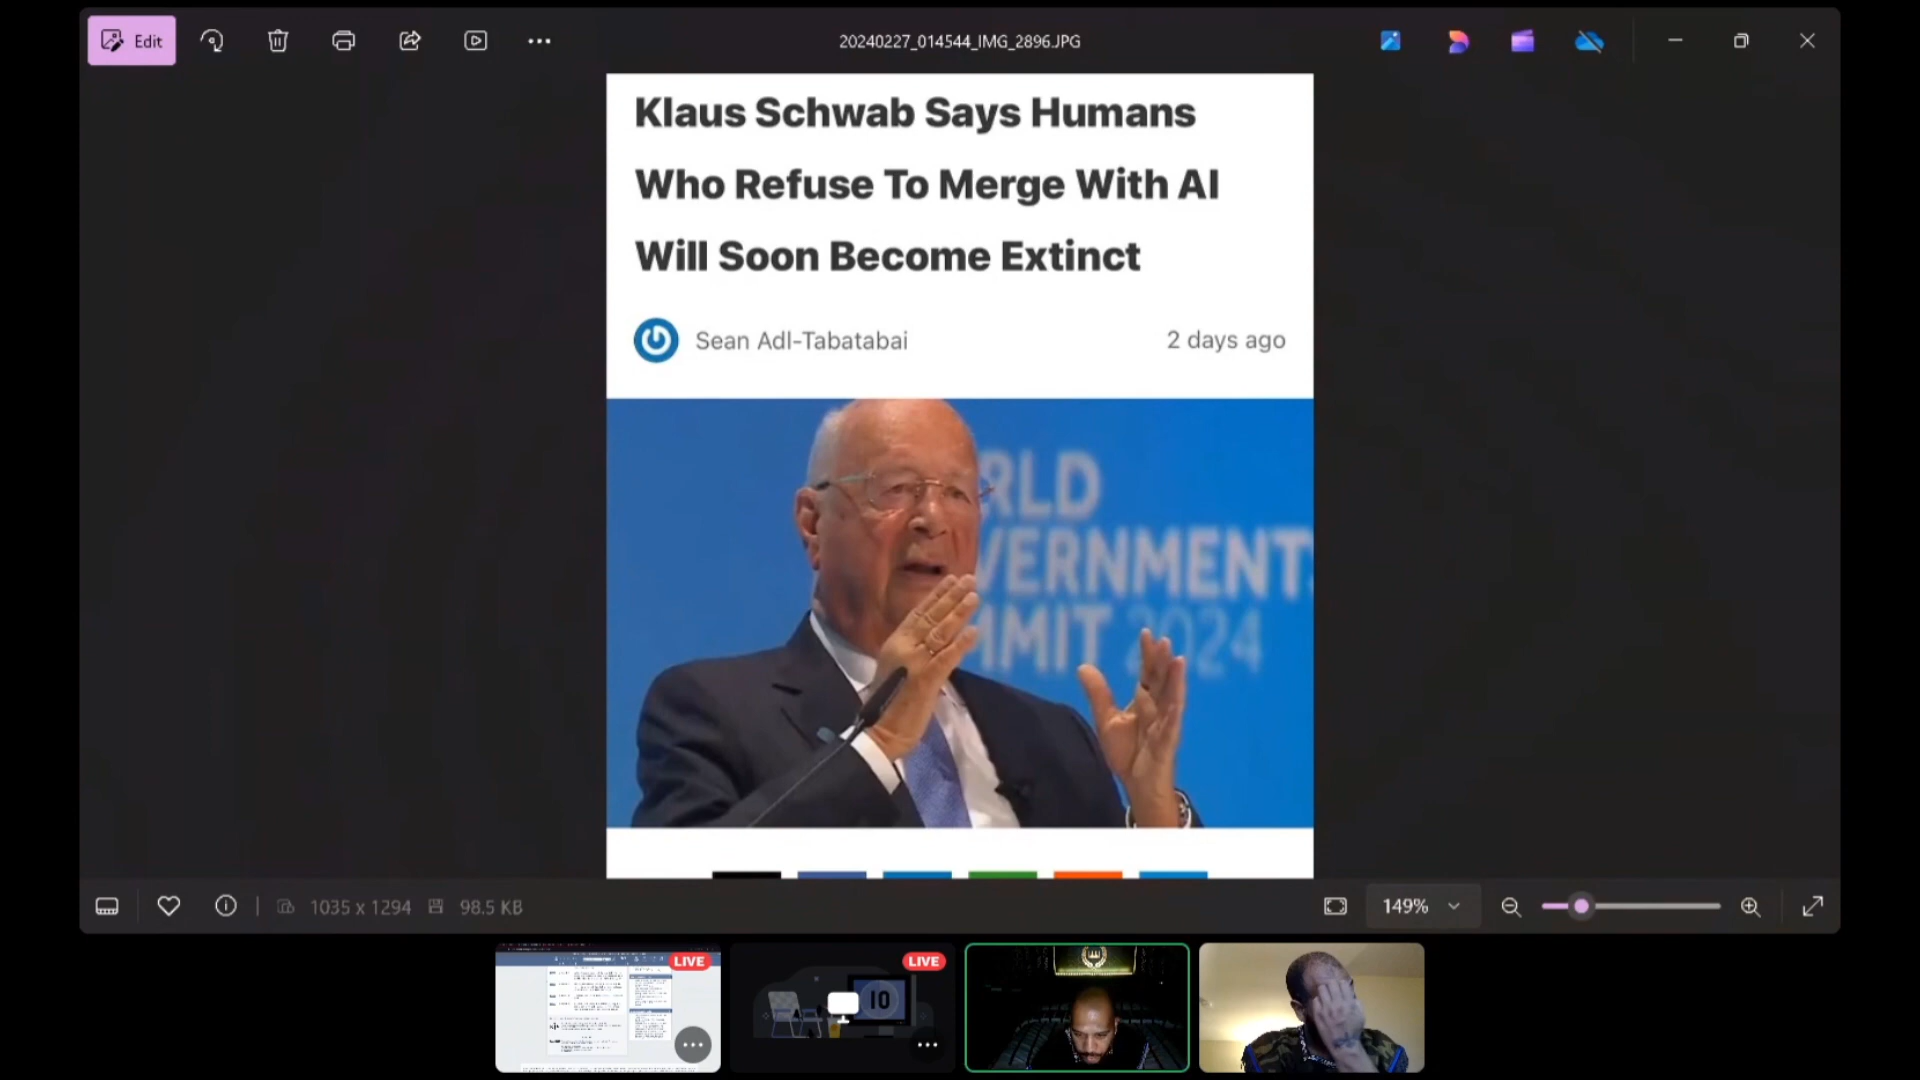 Edit
20240227_014544_IMG_2896.JPG
Klaus Schwab Says Humans
Who Refuse To Merge With AI
Will Soon Become Extinct
Sean Adl-Tabatabai
2 days ago
RLD
VERNMENT
MMIT 2024
1035 x 1294
98.5 KB
149%
LIVE
LIVE
10